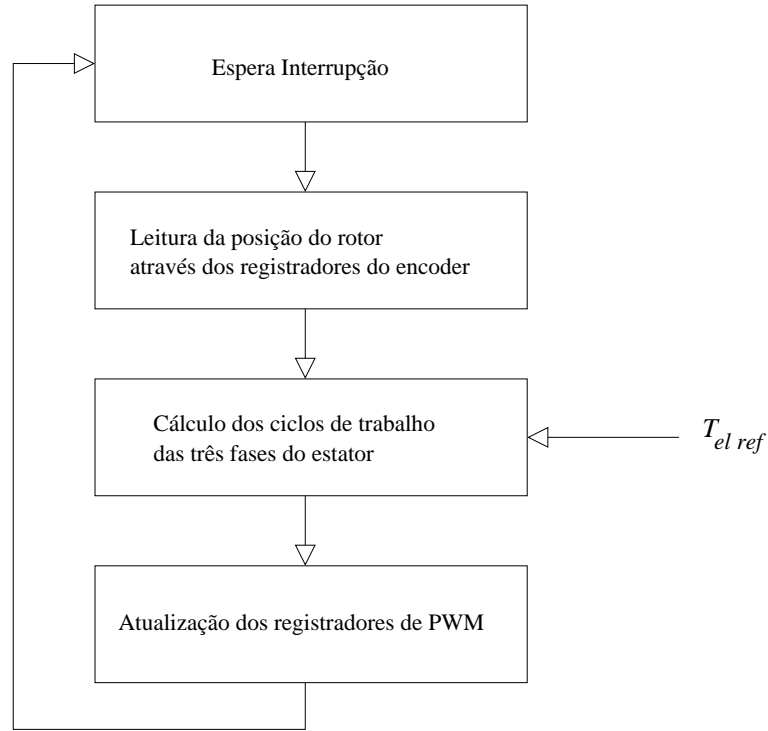 Espera Interrupção
Leitura da posição do rotor
através dos registradores do encoder
Cálculo dos ciclos de trabalho
das três fases do estator
T el ref
Atualização dos registradores de PWM